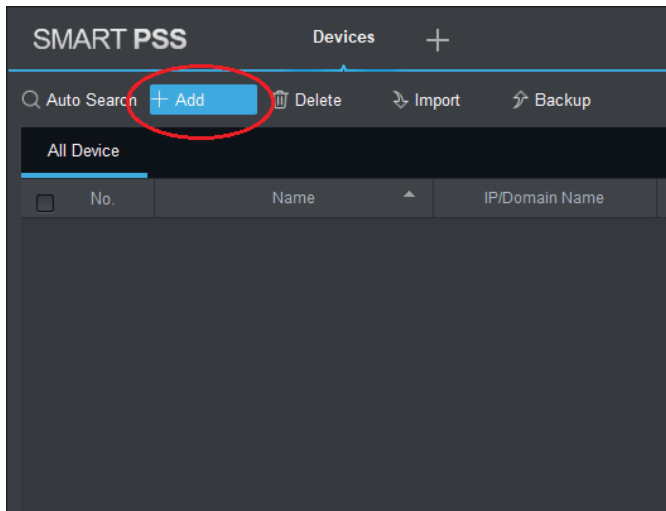 SMART PSS Devices +
Auto Search + Add Delete Import Backup
All Device
No. Name IP/Domain Name